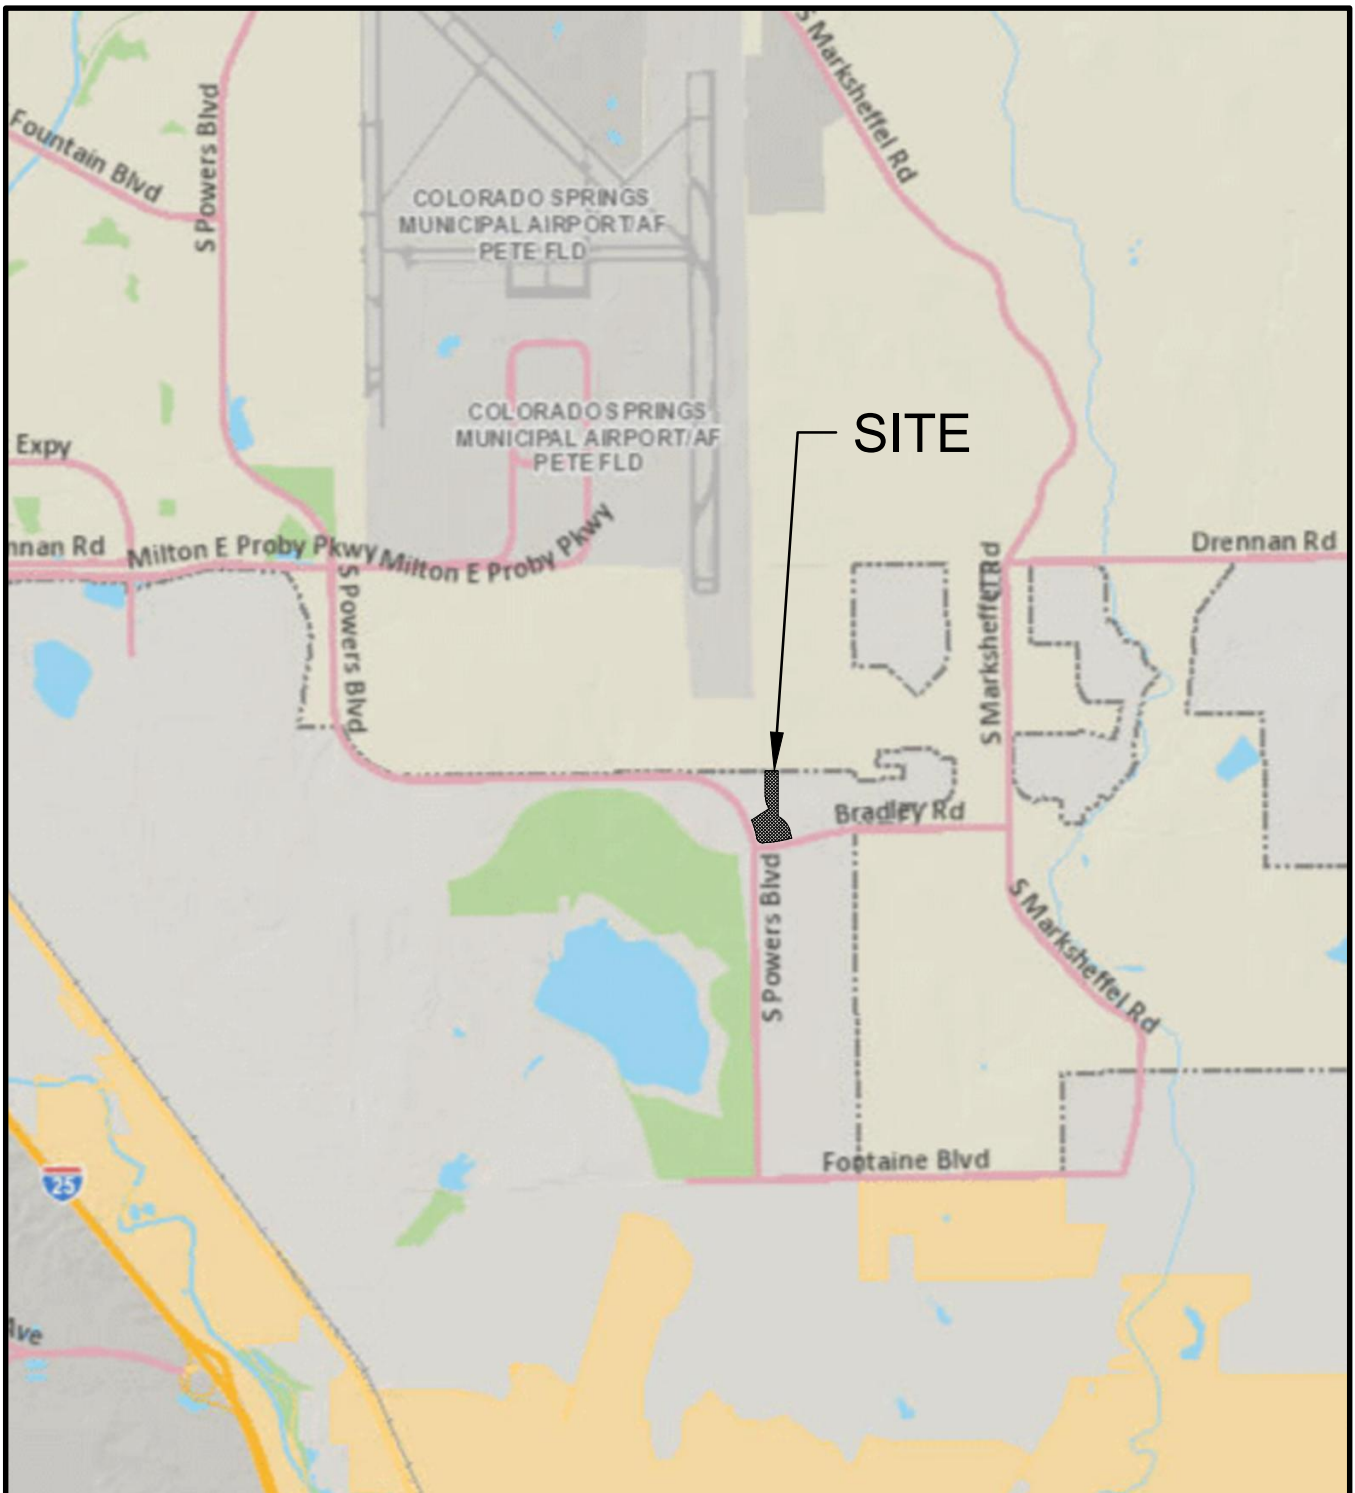 S Marksheffel Rd
S Powers Blvd
Fountain Blvd
COLORADO SPRINGS
MUNICIPAL AIRPORT/AF
PETE FLD
COLORADO SPRINGS
MUNICIPAL AIRPORT/AF
PETE FLD
SITE
Expy
nnan Rd
Milton E Proby Pkwy
Milton E Proby Pkwy
Drennan Rd
S Powers Blvd
S Marksheffel Rd
Bradley Rd
S Powers Blvd
S Marksheffel Rd
Fontaine Blvd
25
Ave